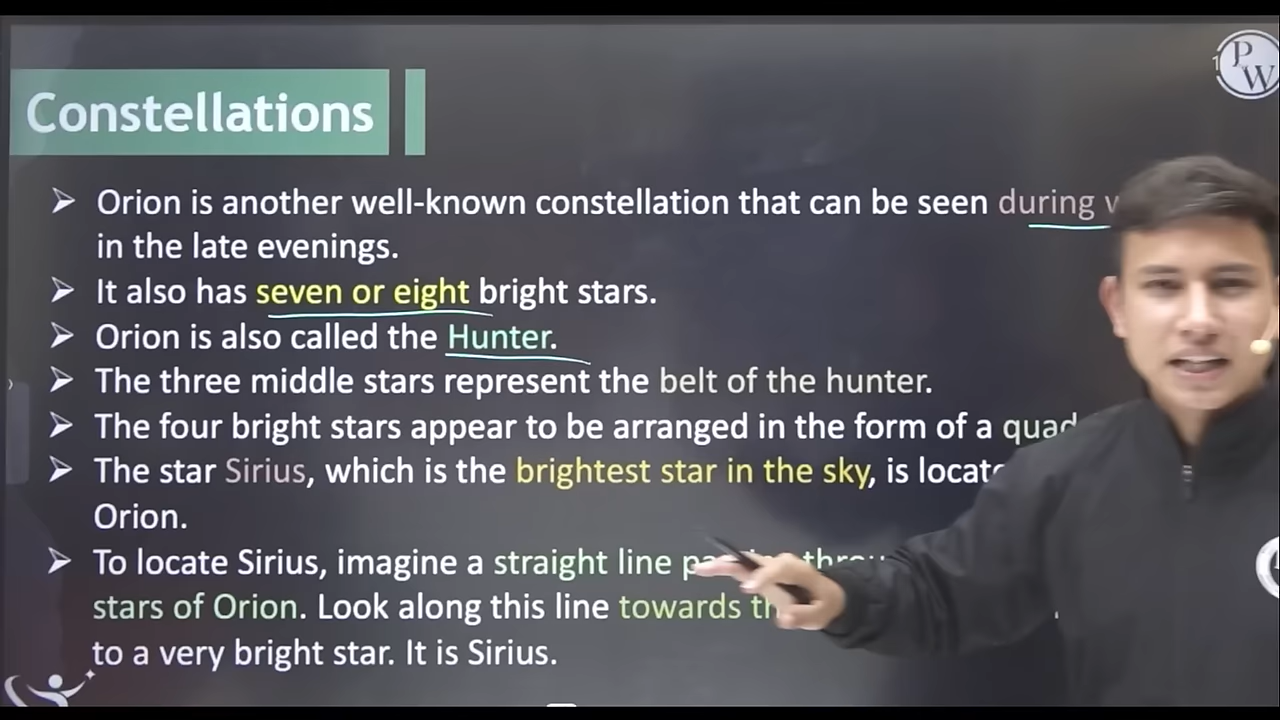 P
W
Constellations
Orion is another well-known constellation that can be seen during
in the late evenings.
It also has seven or eight bright stars.
Orion is also called the Hunter.
The three middle stars represent the belt of the hunter.
The four bright stars appear to be arranged in the form of a
The star Sirius, which is the brightest star in the sky, is
Orion.
To locate Sirius, imagine a straight line
stars of Orion. Look along this line towards
to a very bright star. It is Sirius.